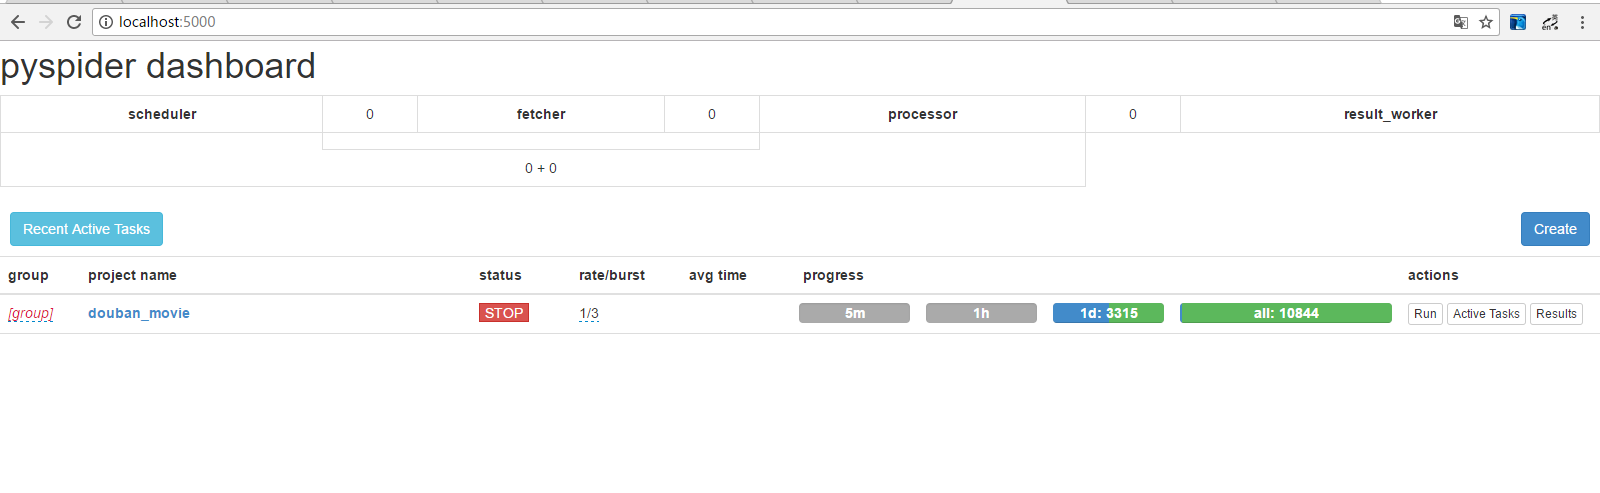 localhost:5000
en
pyspider dashboard
scheduler 0 fetcher 0 processor 0 result_worker
0 + 0
Recent Active Tasks Create
group project name status rate/burst avg time progress actions
[group] douban_movie STOP 1/3 5m 1h 1d: 3315 all: 10844 Run Active Tasks Results